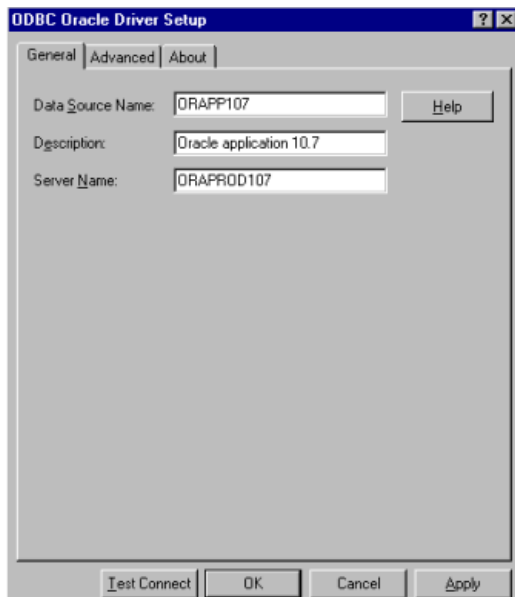 ODBC Oracle Driver Setup
General Advanced About
Data Source Name: ORAPP107 Help
Description: Oracle application 10.7
Server Name: ORAPROD107
Test Connect OK Cancel Apply